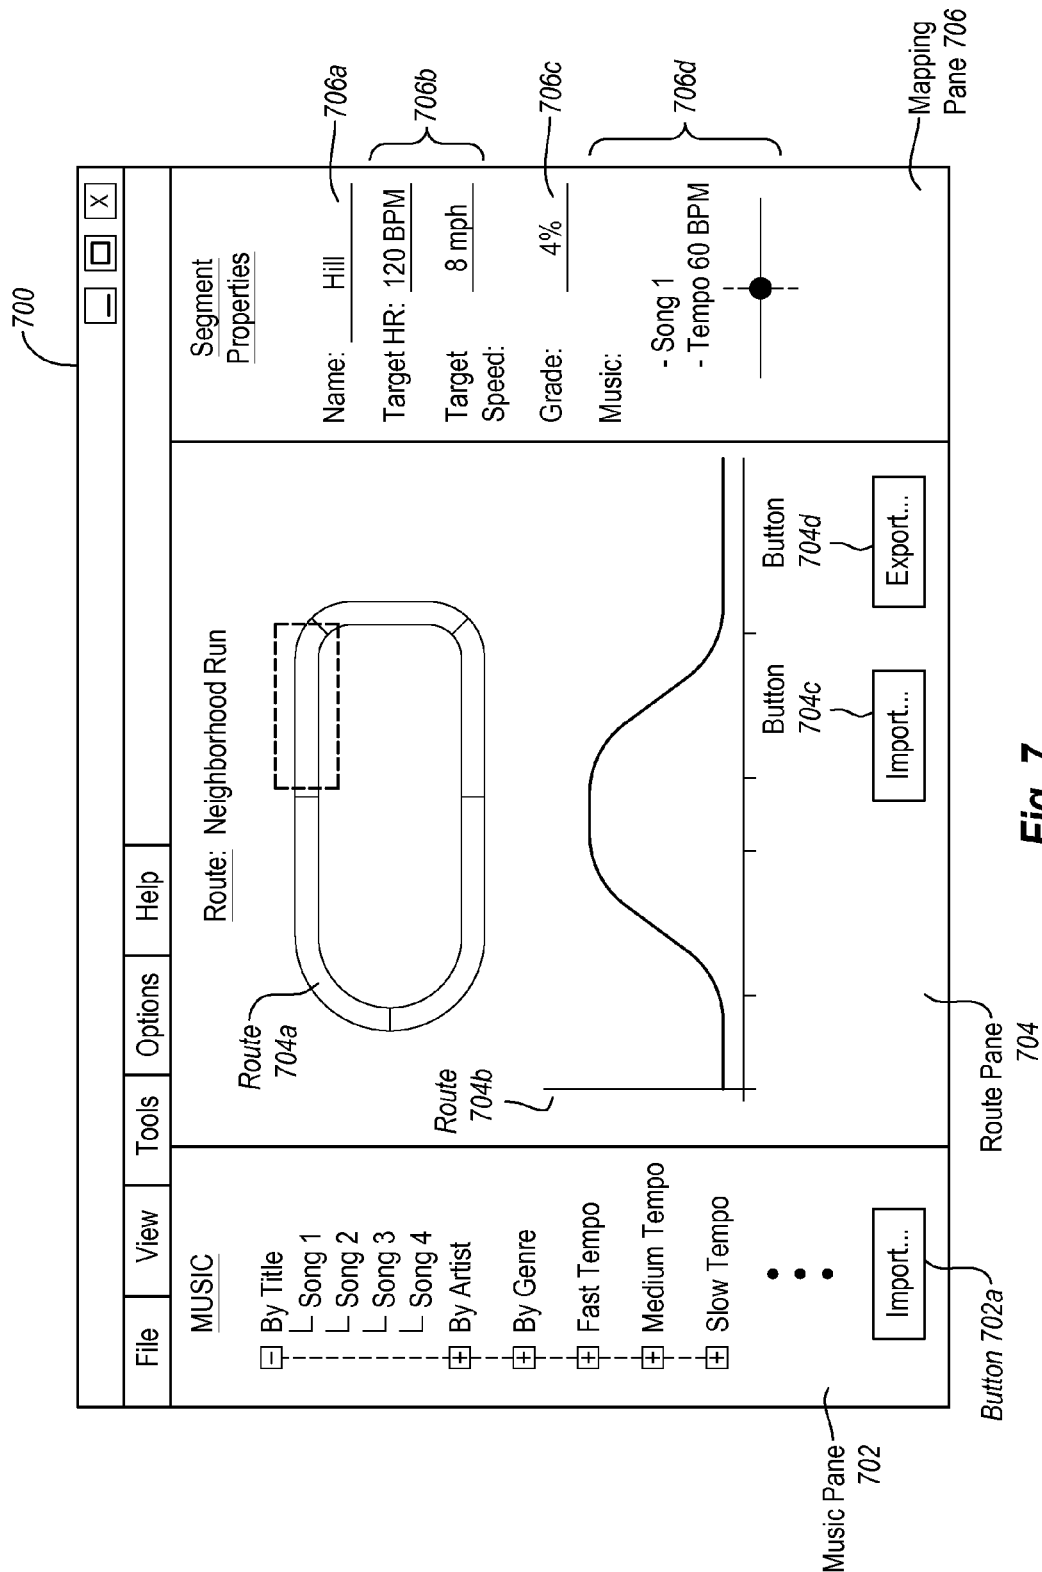 700
File View Tools Options Help
X
MUSIC
By Title
Song 1
Song 2
Song 3
Song 4
By Artist
By Genre
Fast Tempo
Medium Tempo
Slow Tempo
Import...
Music Pane
702
Button 702a
Route: Neighborhood Run
Route
704a
Route
704b
Button
704c
Import...
Button
704d
Export...
Route Pane
704
Segment
Properties
Name: Hill
Target HR: 120 BPM
Target
Speed: 8 mph
Grade: 4%
Music:
- Song 1
- Tempo 60 BPM
706a
706b
706c
706d
Mapping
Pane 706
Fig. 7